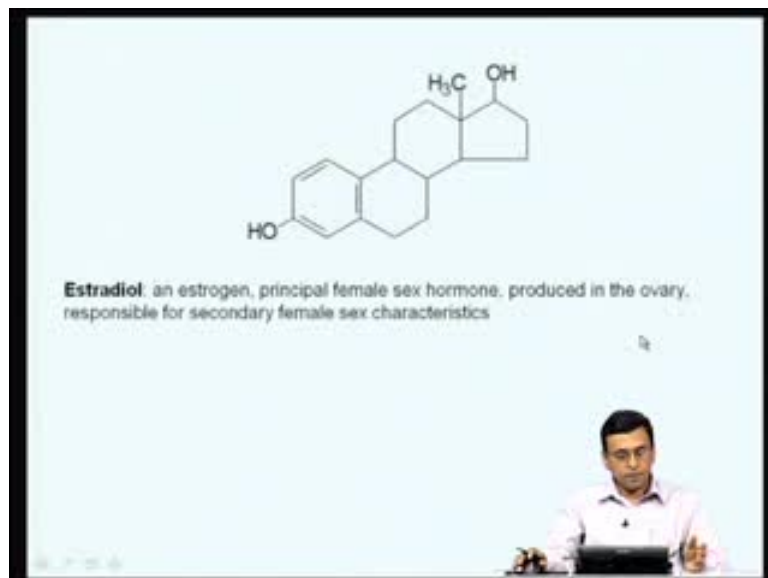 H₃C OH
HO
Estradiol: an estrogen, principal female sex hormone, produced in the ovary,
responsible for secondary female sex characteristics